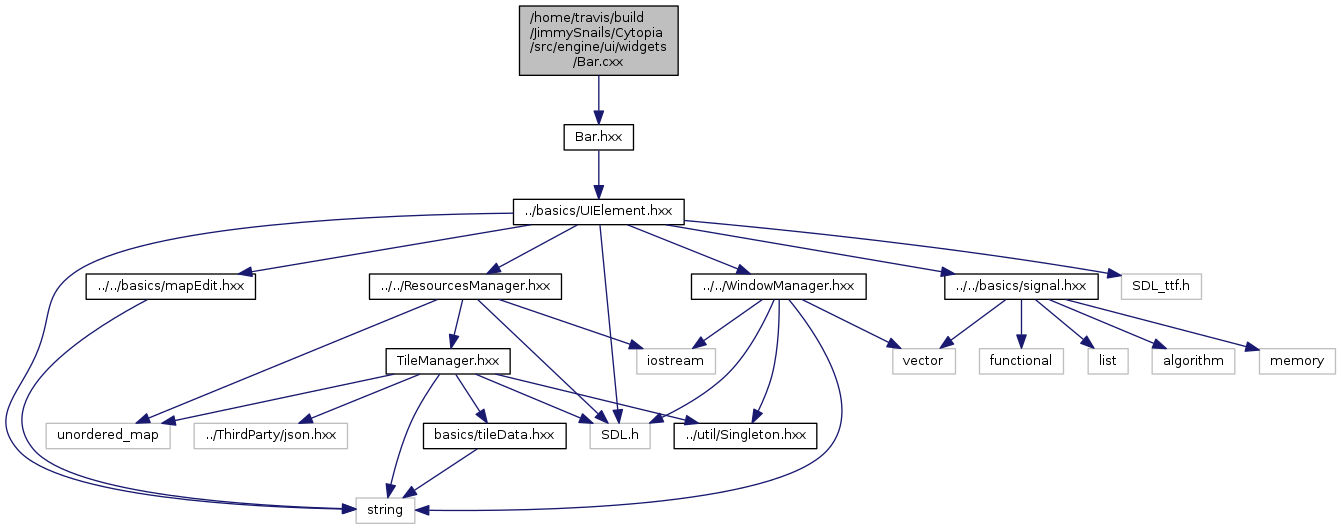 /home/travis/build
/JimmySnails/Cytopia
/src/engine/ui/widgets
/Bar.cxx
Bar.hxx
../basics/UIElement.hxx
../../basics/mapEdit.hxx
../../ResourcesManager.hxx
../../WindowManager.hxx
../../basics/signal.hxx
SDL_ttf.h
TileManager.hxx
iostream
vector
functional
list
algorithm
memory
unordered_map
../ThirdParty/json.hxx
basics/tileData.hxx
SDL.h
../util/Singleton.hxx
string